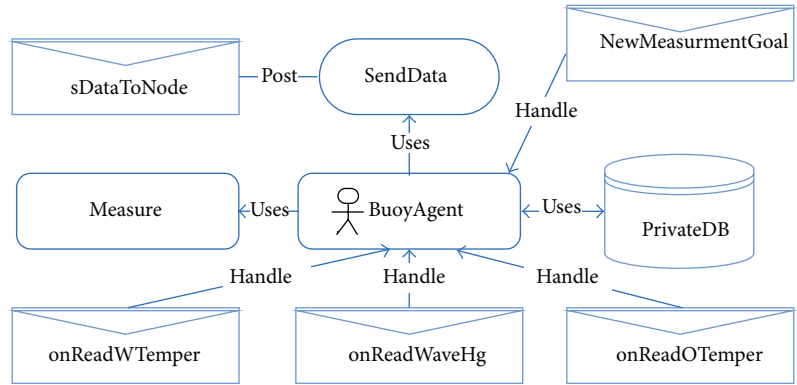 NewMeasurmentGoal
sDataToNode
Post
SendData
Handle
Uses
Measure
Uses
BuoyAgent
Uses
PrivateDB
Handle
Handle
Handle
onReadWTemper
onReadWaveHg
onReadOTemper